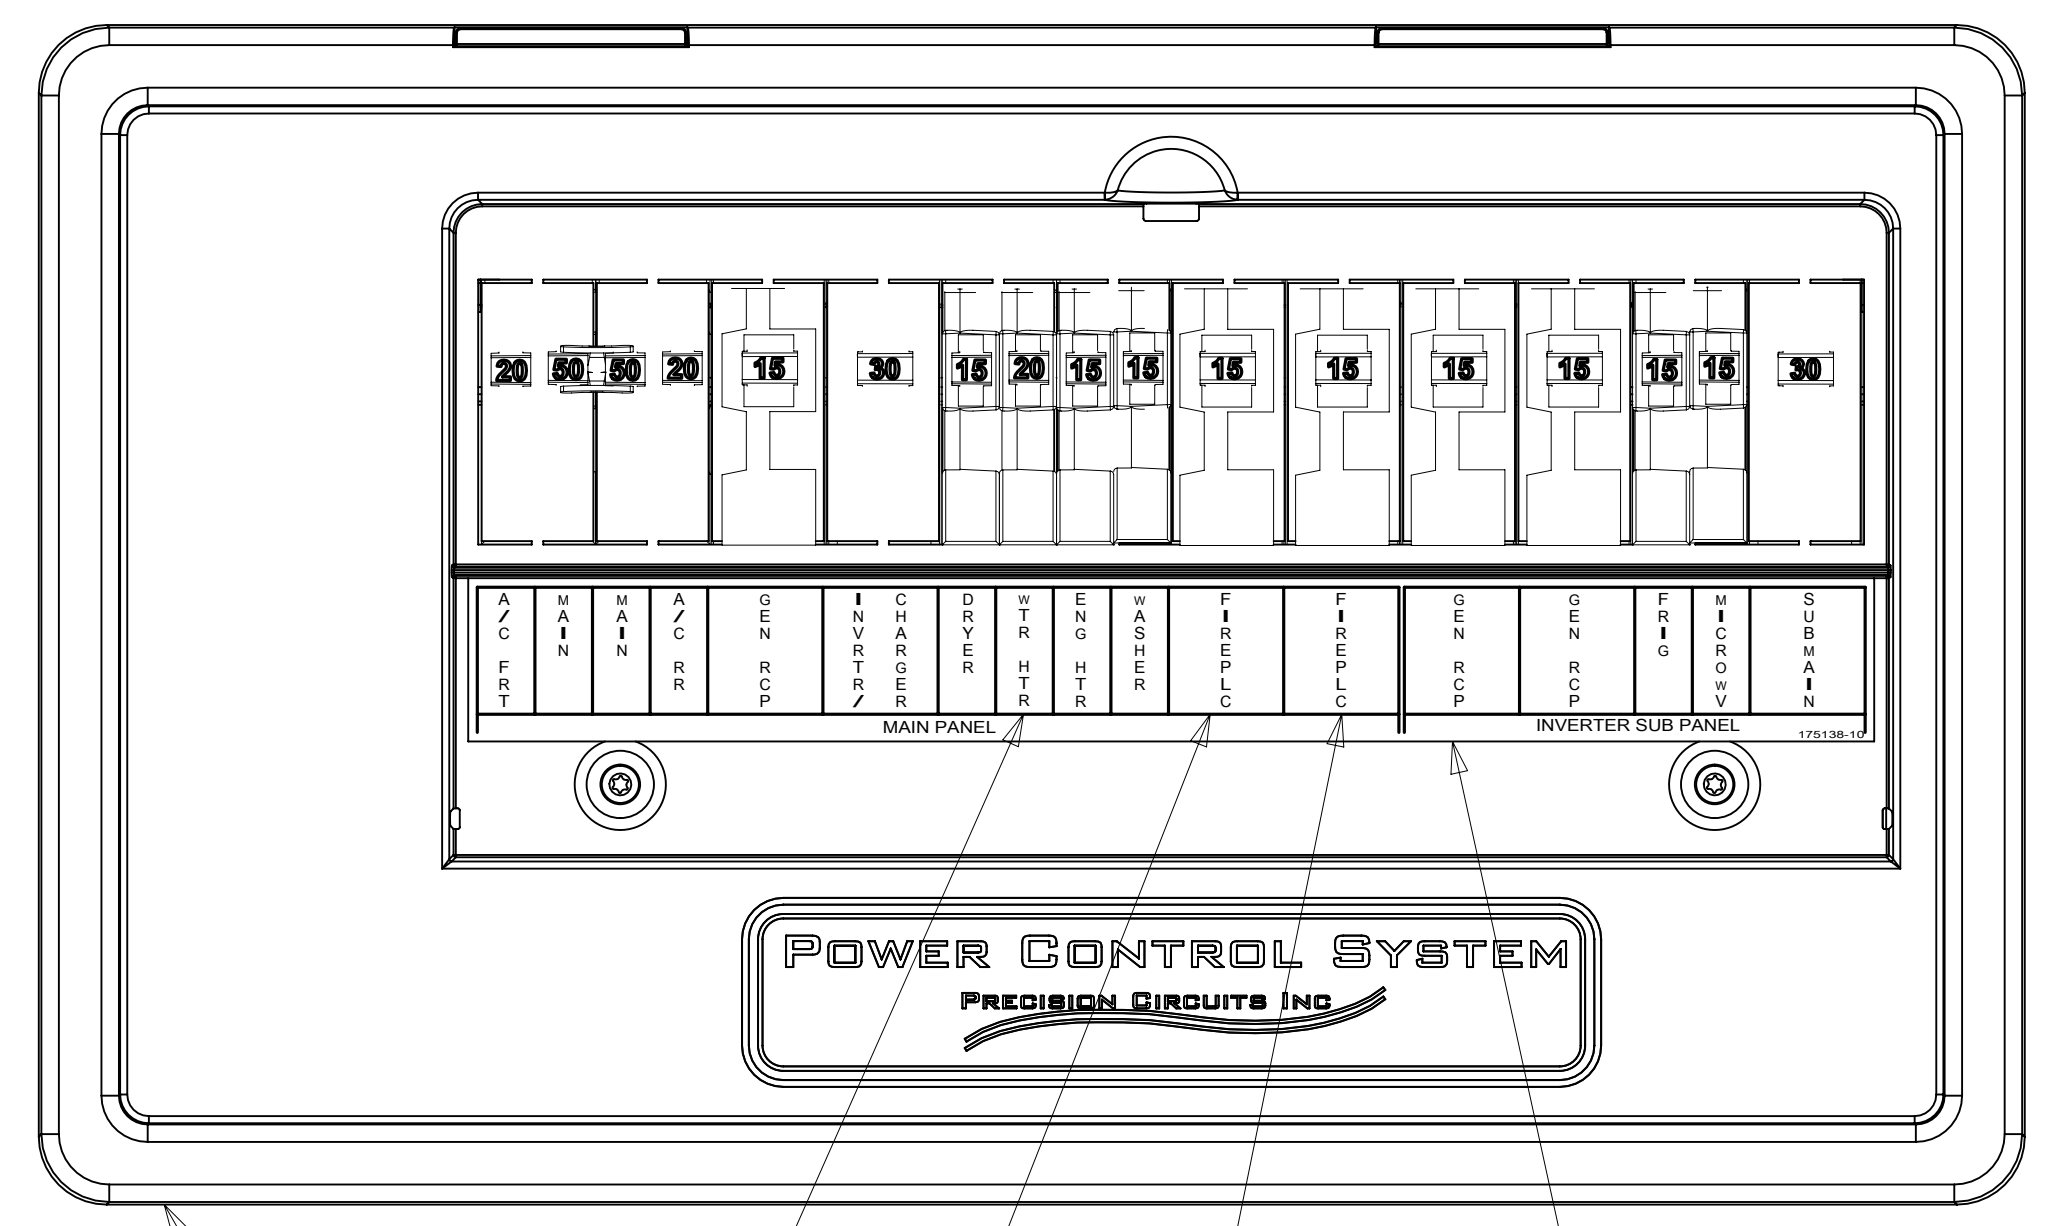 20 50 50 20 15 30 15 20 15 15 15 15 15 15 15 15 30
A/C FRT
MAIN
MAIN
A/C RR
GEN RCP
INVRTR/
CHARGER
DRYER
WTR HTR
ENG HTR
WASHER
FIREPLC
FIREPLC
GEN RCP
GEN RCP
FRIG
MICROWV
SUBMAIN
MAIN PANEL
INVERTER SUB PANEL
175138-10
POWER CONTROL SYSTEM
PRECISION CIRCUITS INC